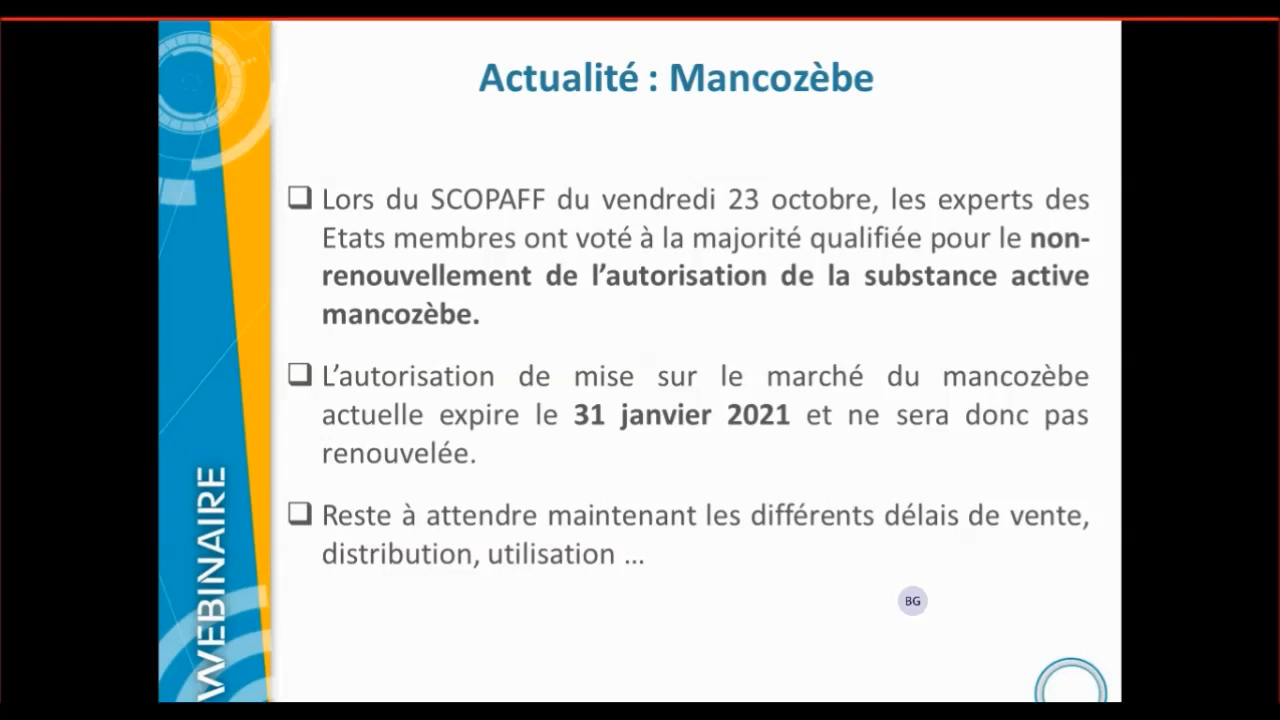 Actualité : Mancozèbe
❑ Lors du SCOPAFF du vendredi 23 octobre, les experts des
Etats membres ont voté à la majorité qualifiée pour le non-
renouvellement de l’autorisation de la substance active
mancozèbe.
❑ L’autorisation de mise sur le marché du mancozèbe
actuelle expire le 31 janvier 2021 et ne sera donc pas
renouvelée.
❑ Reste à attendre maintenant les différents délais de vente,
distribution, utilisation ...
BG
WEBINAIRE